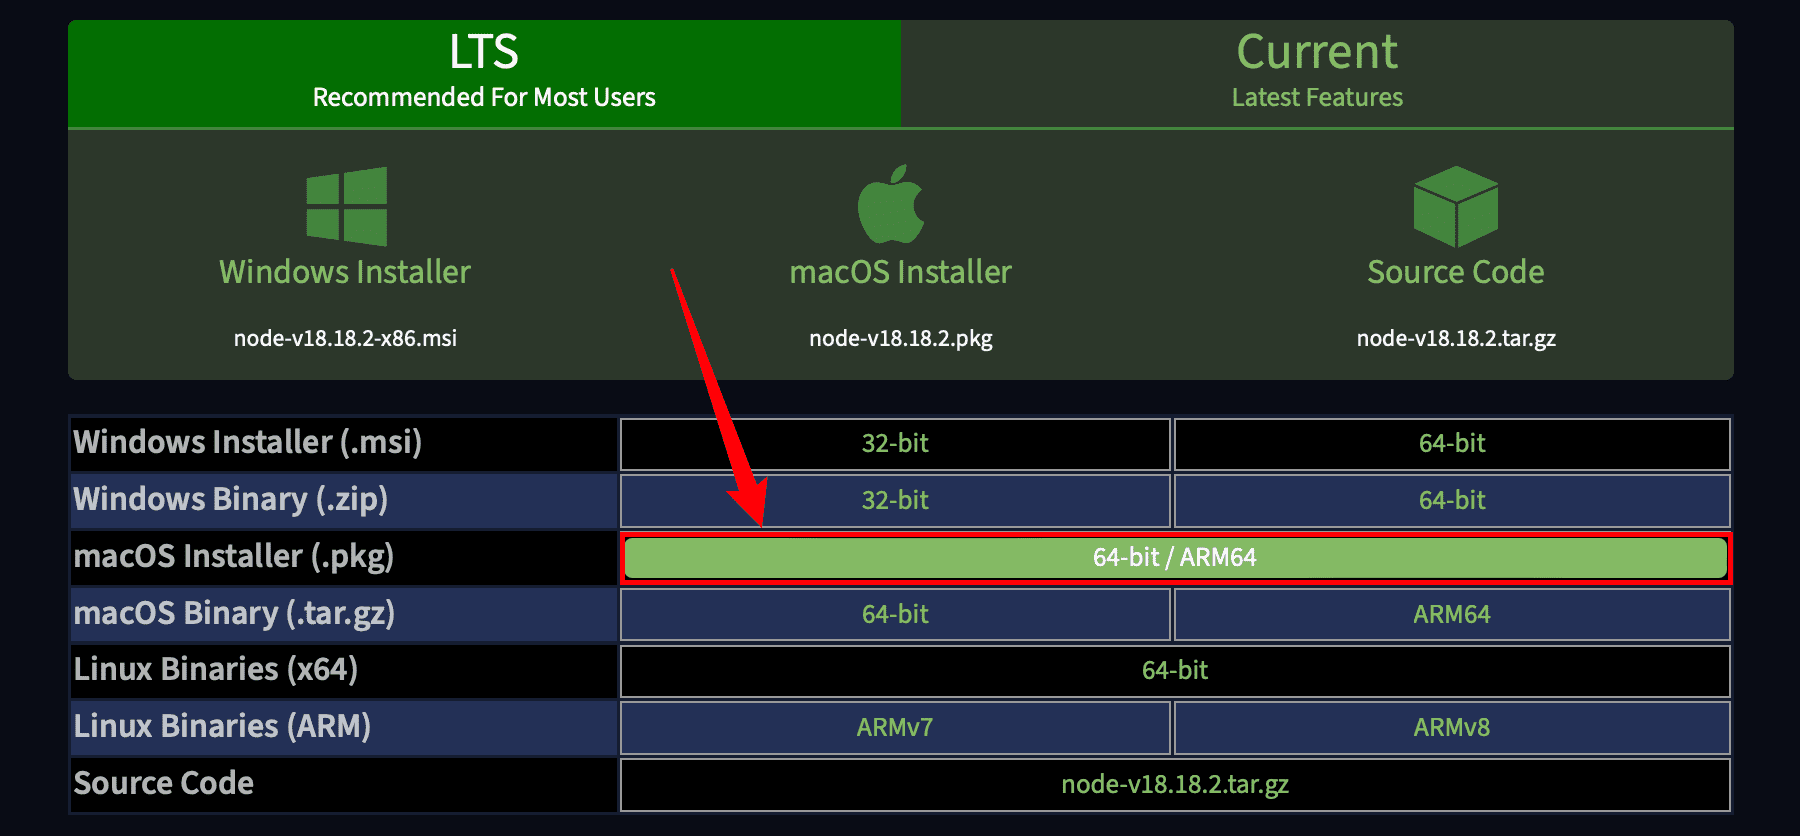 LTS
Recommended For Most Users
Current
Latest Features
Windows Installer
node-v18.18.2-x86.msi
macOS Installer
node-v18.18.2.pkg
Source Code
node-v18.18.2.tar.gz
Windows Installer (.msi) 32-bit 64-bit
Windows Binary (.zip) 32-bit 64-bit
macOS Installer (.pkg) 64-bit / ARM64
macOS Binary (.tar.gz) 64-bit ARM64
Linux Binaries (x64) 64-bit
Linux Binaries (ARM) ARMv7 ARMv8
Source Code node-v18.18.2.tar.gz